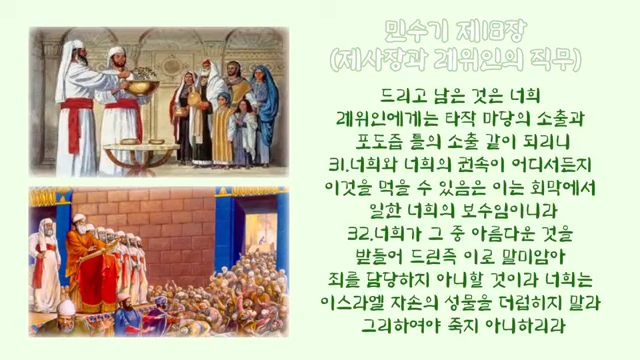 민수기 제18장
(제사장과 레위인의 직무)
드리고 남은 것은 너희
레위인에게는 타작 마당의 소출과
포도즙 틀의 소출 같이 되리니
31.너희와 너희의 권속이 어디서든지
이것을 먹을 수 있음은 이는 회막에서
일한 너희의 보수임이니라
32.너희가 그 중 아름다운 것을
받들어 드린즉 이로 말미암아
죄를 담당하지 아니할 것이라 너희는
이스라엘 자손의 성물을 더럽히지 말라
그리하여야 죽지 아니하리라